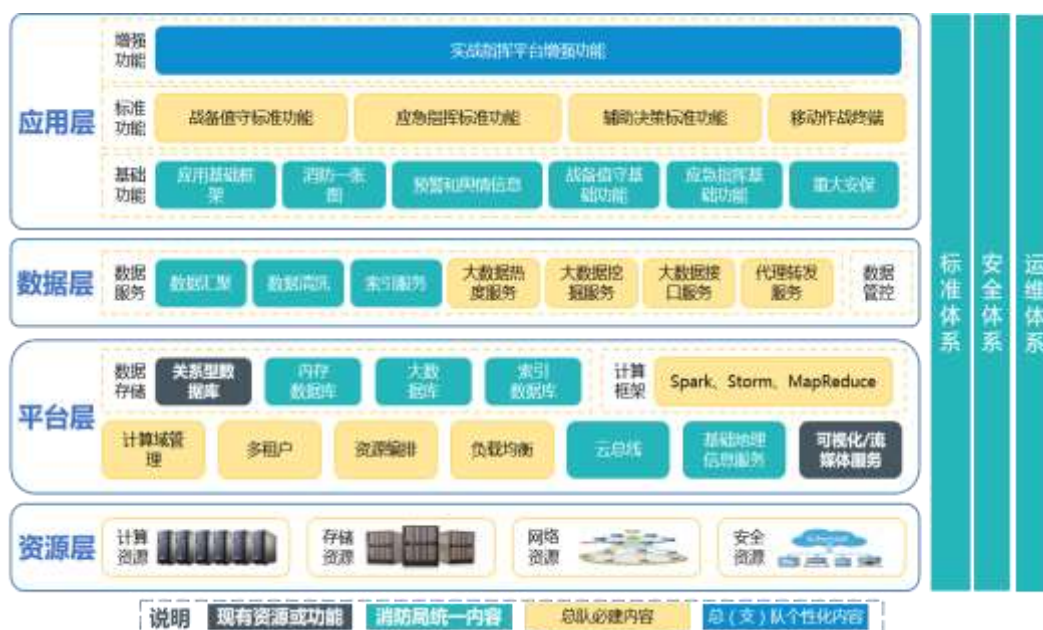 增强
功能
实战指挥平台增强功能
应用层
标准
功能
战备值守标准功能
应急指挥标准功能
辅助决策标准功能
移动作战终端
基础
功能
应用基础框
架
消防一张
图
预警和舆情信息
战备值守基
础功能
应急指挥基
础功能
重大安保
数据层
数据
服务
数据汇聚
数据清洗
索引服务
大数据热
度服务
大数据挖
掘服务
大数据接
口服务
代理转发
服务
数据
管控
平台层
数据
存储
关系型数
据库
内存
数据库
大数
据库
索引
数据库
计算
框架
Spark、Storm、MapReduce
计算域管
理
多租户
资源编排
负载均衡
云总线
基础地理
信息服务
可视化/流
媒体服务
资源层
计算
资源
存储
资源
网络
资源
安全
资源
标准体系
安全体系
运维体系
说明
现有资源或功能
消防局统一内容
总队必建内容
总（支）队个性化内容